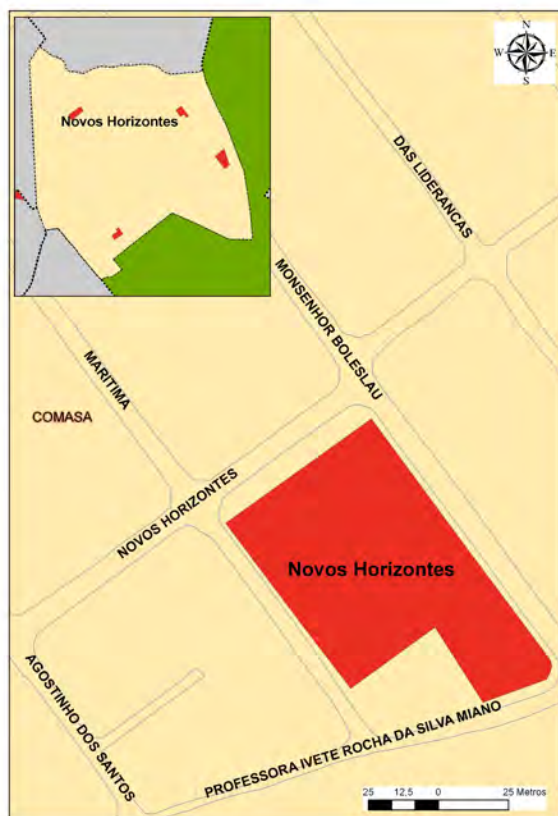 Novos Horizontes
N
W
E
S
DAS LIDERANCAS
MONSENHOR BOLESLAU
MARITIMA
COMASA
NOVOS HORIZONTES
Novos Horizontes
AGOSTINHO DOS SANTOS
PROFESSORA IVETE ROCHA DA SILVA MIANO
25 12,5 0 25 Metros